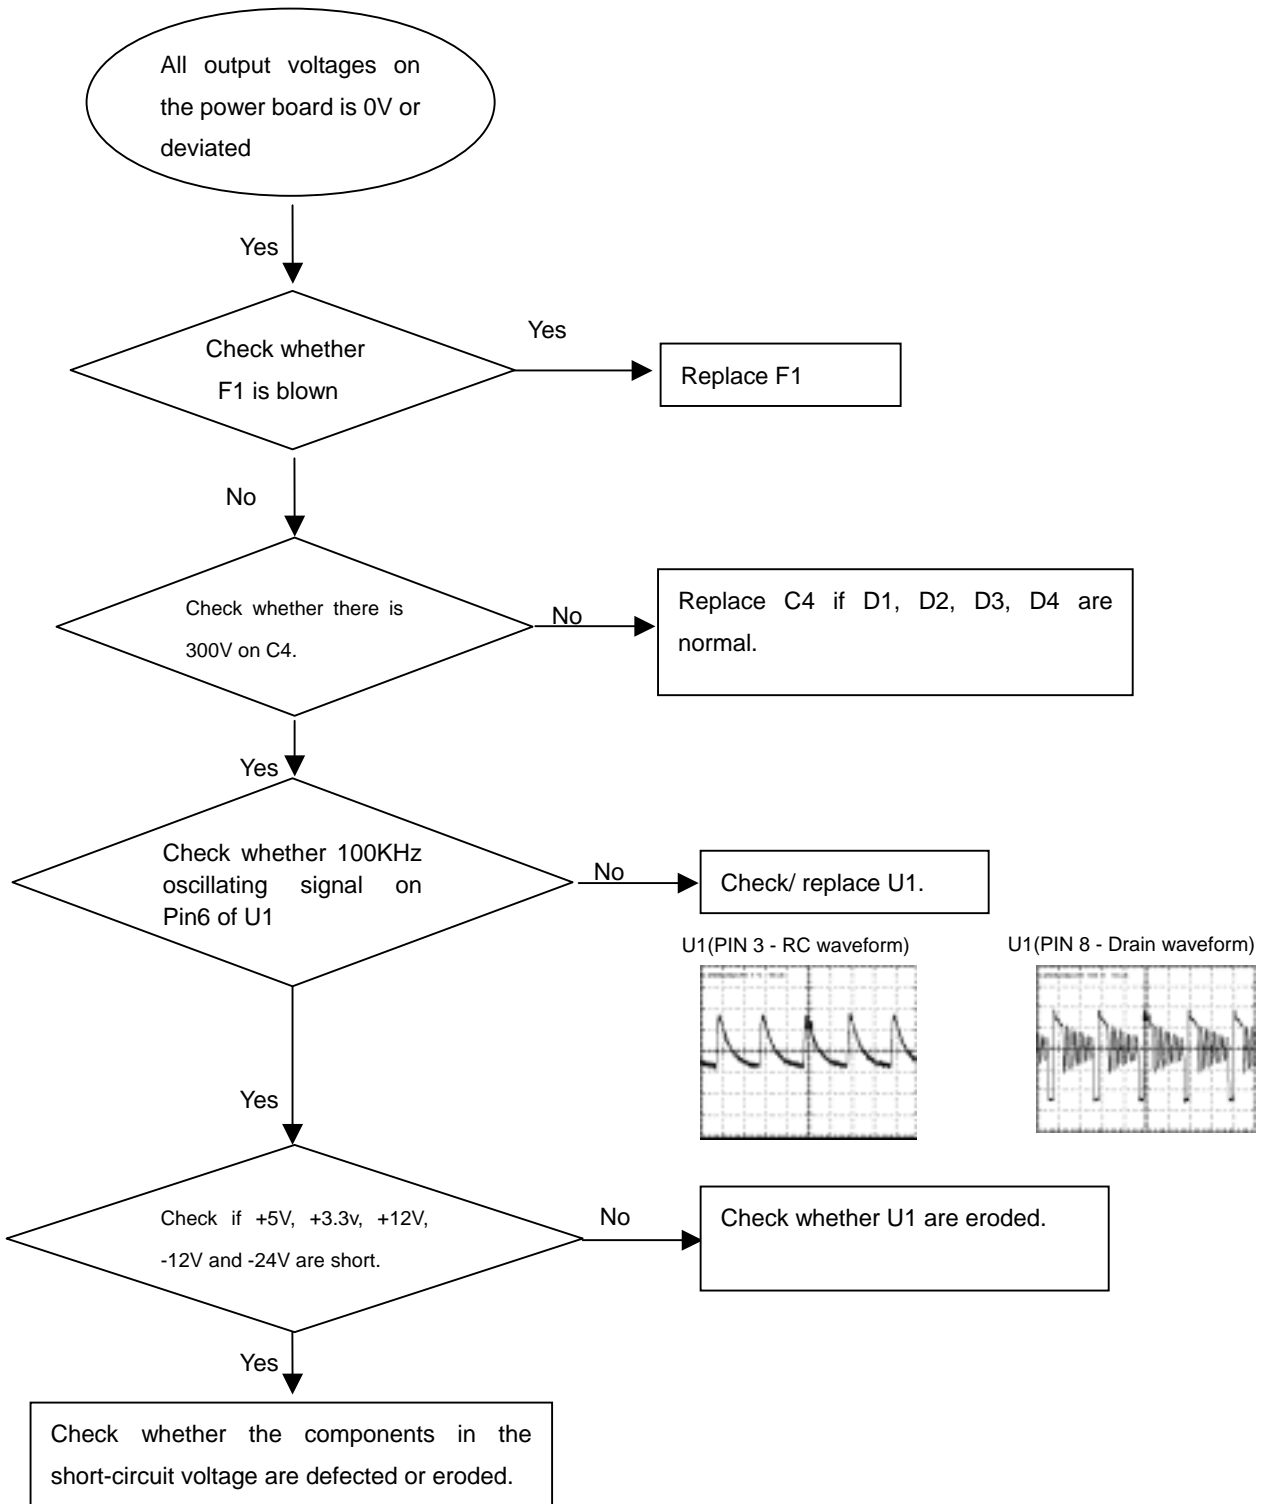 All output voltages on
the power board is 0V or
deviated
Yes
Check whether
F1 is blown
Yes
Replace F1
No
Check whether there is
300V on C4.
No
Replace C4 if D1, D2, D3, D4 are
normal.
Yes
Check whether 100KHz
oscillating signal on
Pin6 of U1
No
Check/ replace U1.
U1(PIN 3 - RC waveform)
U1(PIN 8 - Drain waveform)
Yes
Check if +5V, +3.3v, +12V,
-12V and -24V are short.
No
Check whether U1 are eroded.
Yes
Check whether the components in the
short-circuit voltage are defected or eroded.